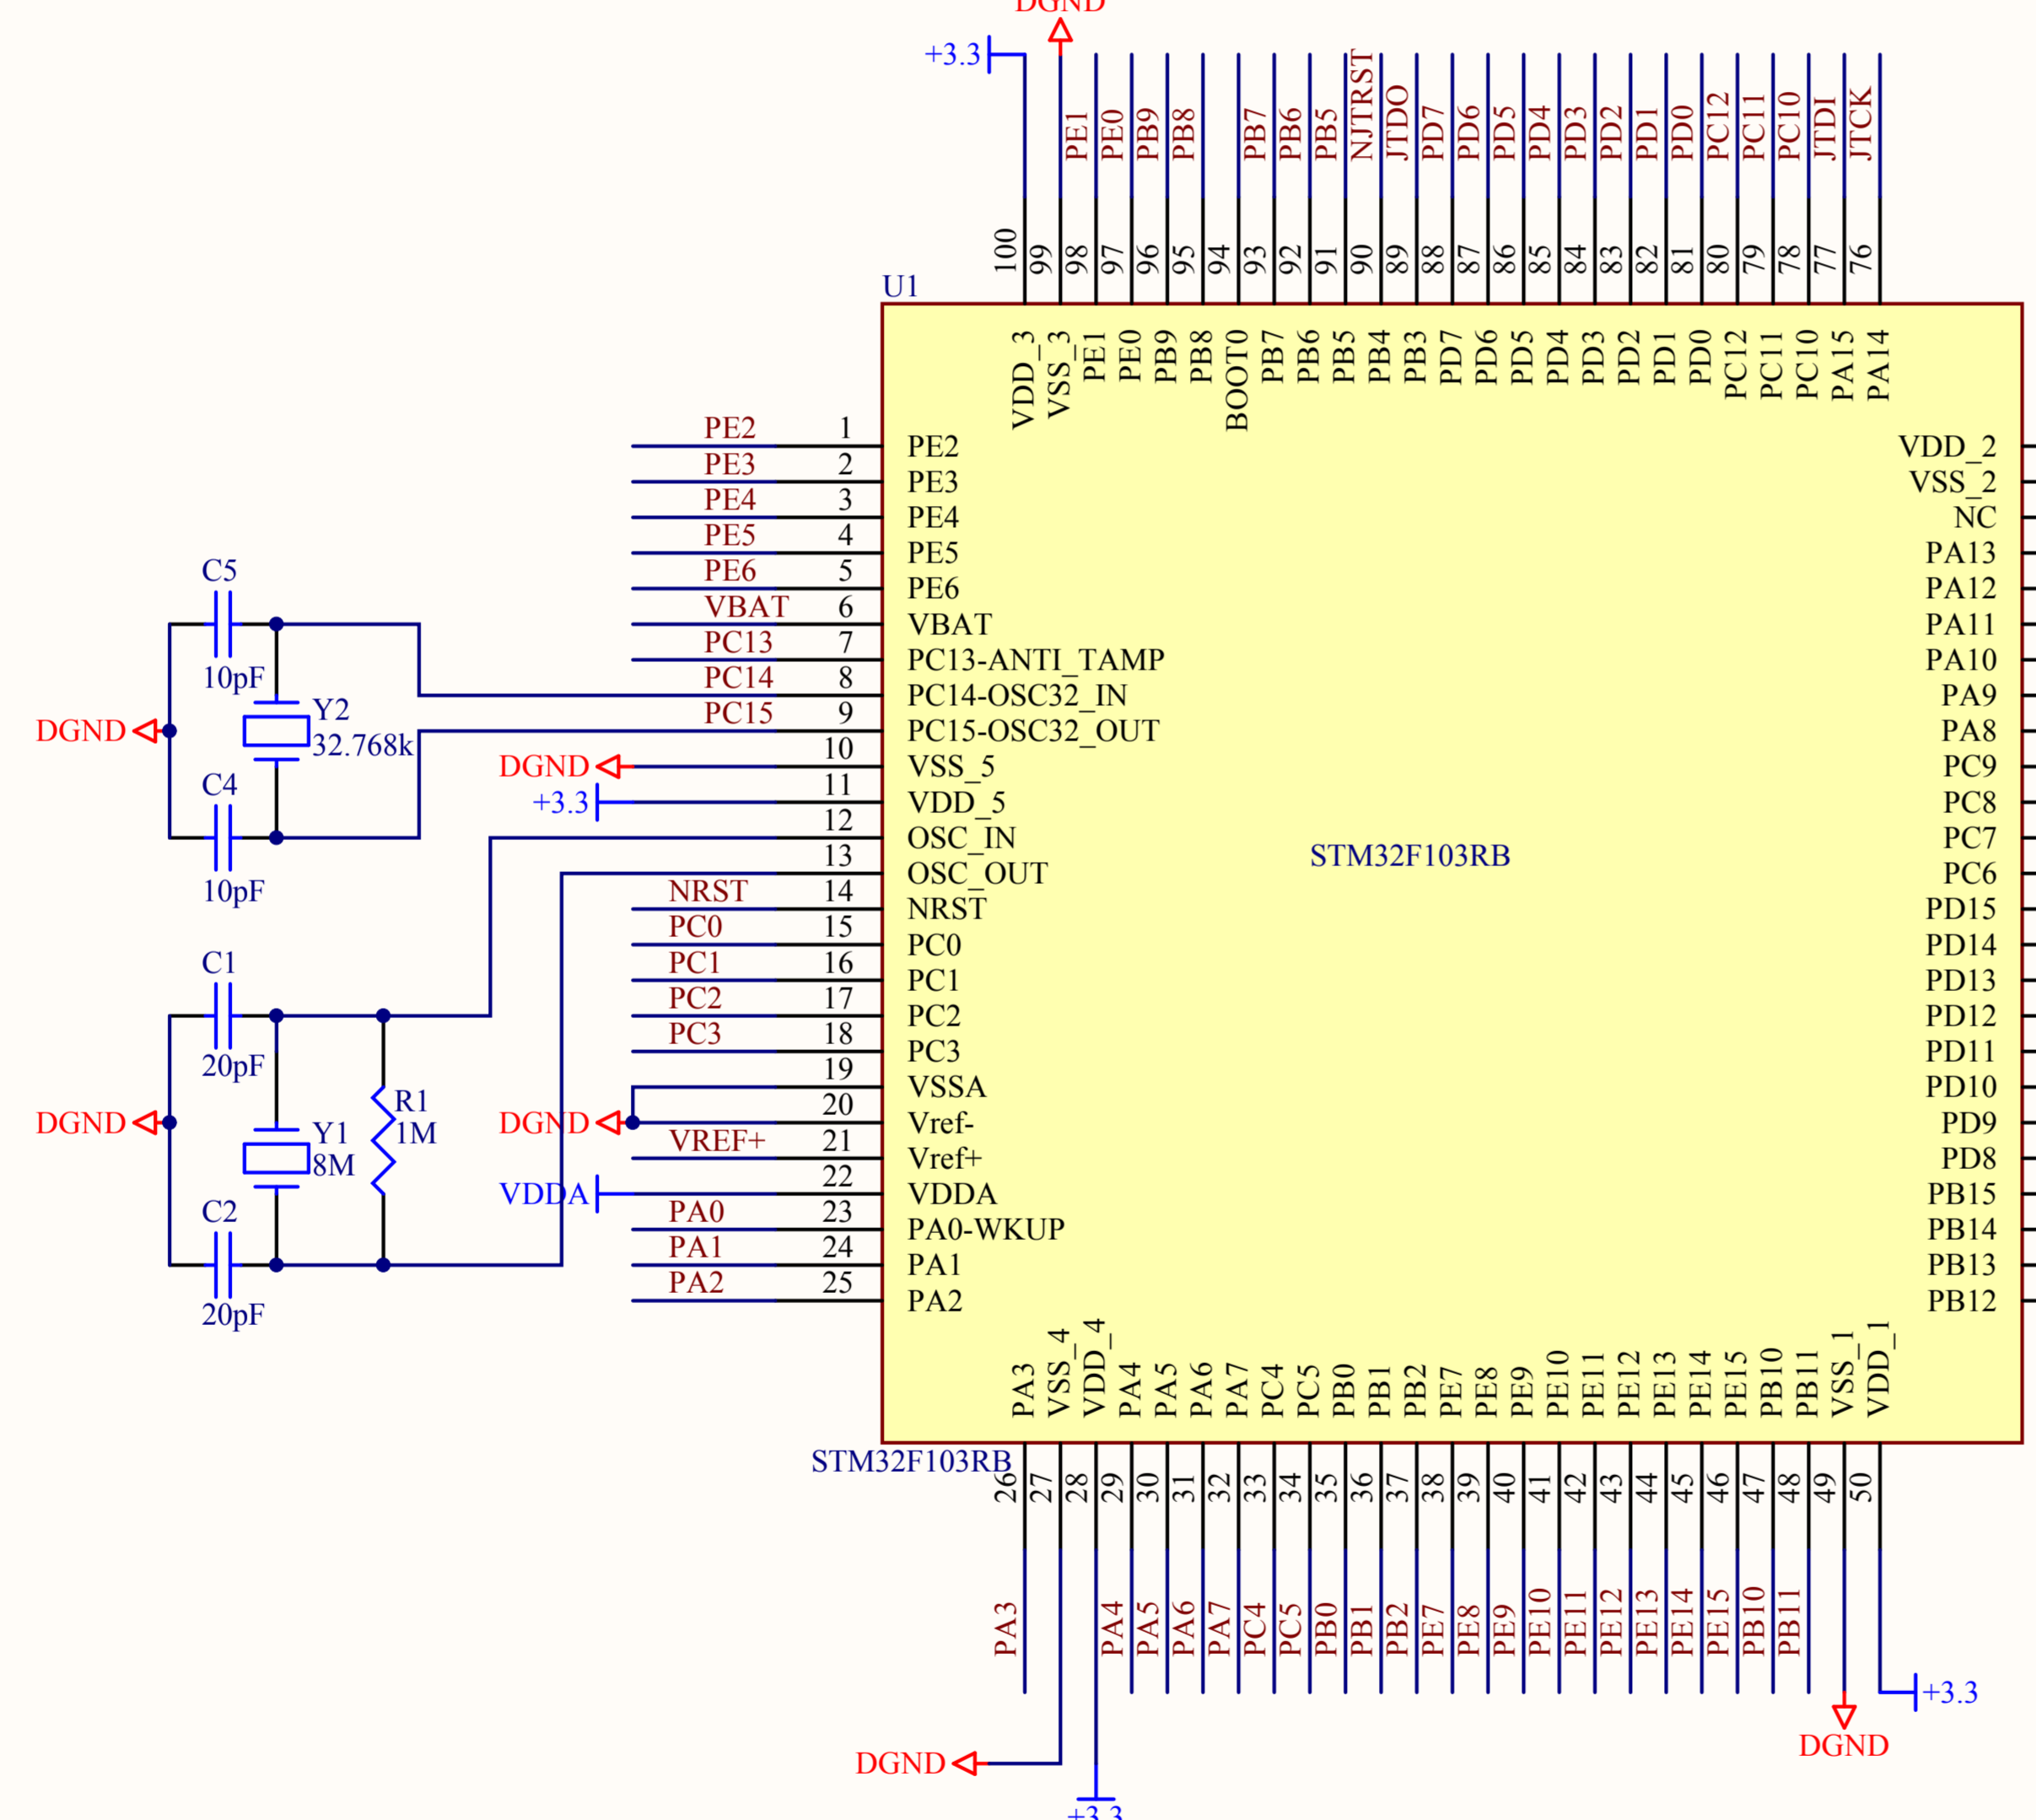 DGND
+3.3
PE1
PE0
PB9
PB8
PB7
PB6
PB5
NJTRST
JTDO
PD7
PD6
PD5
PD4
PD3
PD2
PD1
PD0
PC12
PC11
PC10
JTDI
JTCK
100
99
98
97
96
95
94
93
92
91
90
89
88
87
86
85
84
83
82
81
80
79
78
77
76
U1
VDD_3
VSS_3
PE1
PE0
PB9
PB8
BOOT0
PB7
PB6
PB5
PB4
PB3
PD7
PD6
PD5
PD4
PD3
PD2
PD1
PD0
PC12
PC11
PC10
PA15
PA14
PE2 1 PE2
PE3 2 PE3
PE4 3 PE4
PE5 4 PE5
PE6 5 PE6
VBAT 6 VBAT
PC13 7 PC13-ANTI_TAMP
PC14 8 PC14-OSC32_IN
PC15 9 PC15-OSC32_OUT
DGND 10 VSS_5
+3.3 11 VDD_5
12 OSC_IN
13 OSC_OUT
NRST 14 NRST
PC0 15 PC0
PC1 16 PC1
PC2 17 PC2
PC3 18 PC3
19 VSSA
DGND 20 Vref-
VREF+ 21 Vref+
VDDA 22 VDDA
PA0 23 PA0-WKUP
PA1 24 PA1
PA2 25 PA2
C5
10pF
DGND
Y2
32.768k
C4
10pF
C1
20pF
DGND
Y1
8M
R1
1M
C2
20pF
STM32F103RB
VDD_2
VSS_2
NC
PA13
PA12
PA11
PA10
PA9
PA8
PC9
PC8
PC7
PC6
PD15
PD14
PD13
PD12
PD11
PD10
PD9
PD8
PB15
PB14
PB13
PB12
PA3
VSS_4
VDD_4
PA4
PA5
PA6
PA7
PC4
PC5
PB0
PB1
PB2
PE7
PE8
PE9
PE10
PE11
PE12
PE13
PE14
PE15
PB10
PB11
VSS_1
VDD_1
STM32F103RB
26
27
28
29
30
31
32
33
34
35
36
37
38
39
40
41
42
43
44
45
46
47
48
49
50
PA3
PA4
PA5
PA6
PA7
PC4
PC5
PB0
PB1
PB2
PE7
PE8
PE9
PE10
PE11
PE12
PE13
PE14
PE15
PB10
PB11
+3.3
DGND
DGND
+3.3